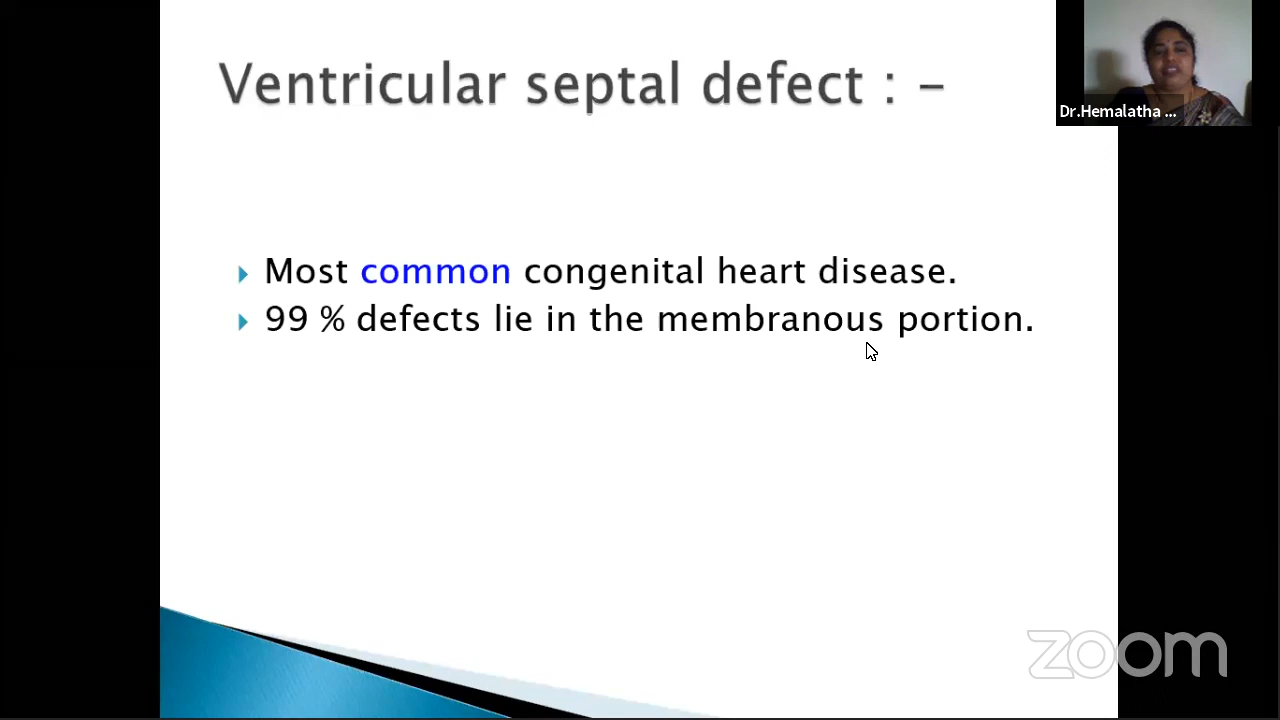 Ventricular septal defect : -
Dr.Hemalatha ...
Most common congenital heart disease.
99 % defects lie in the membranous portion.
zoom